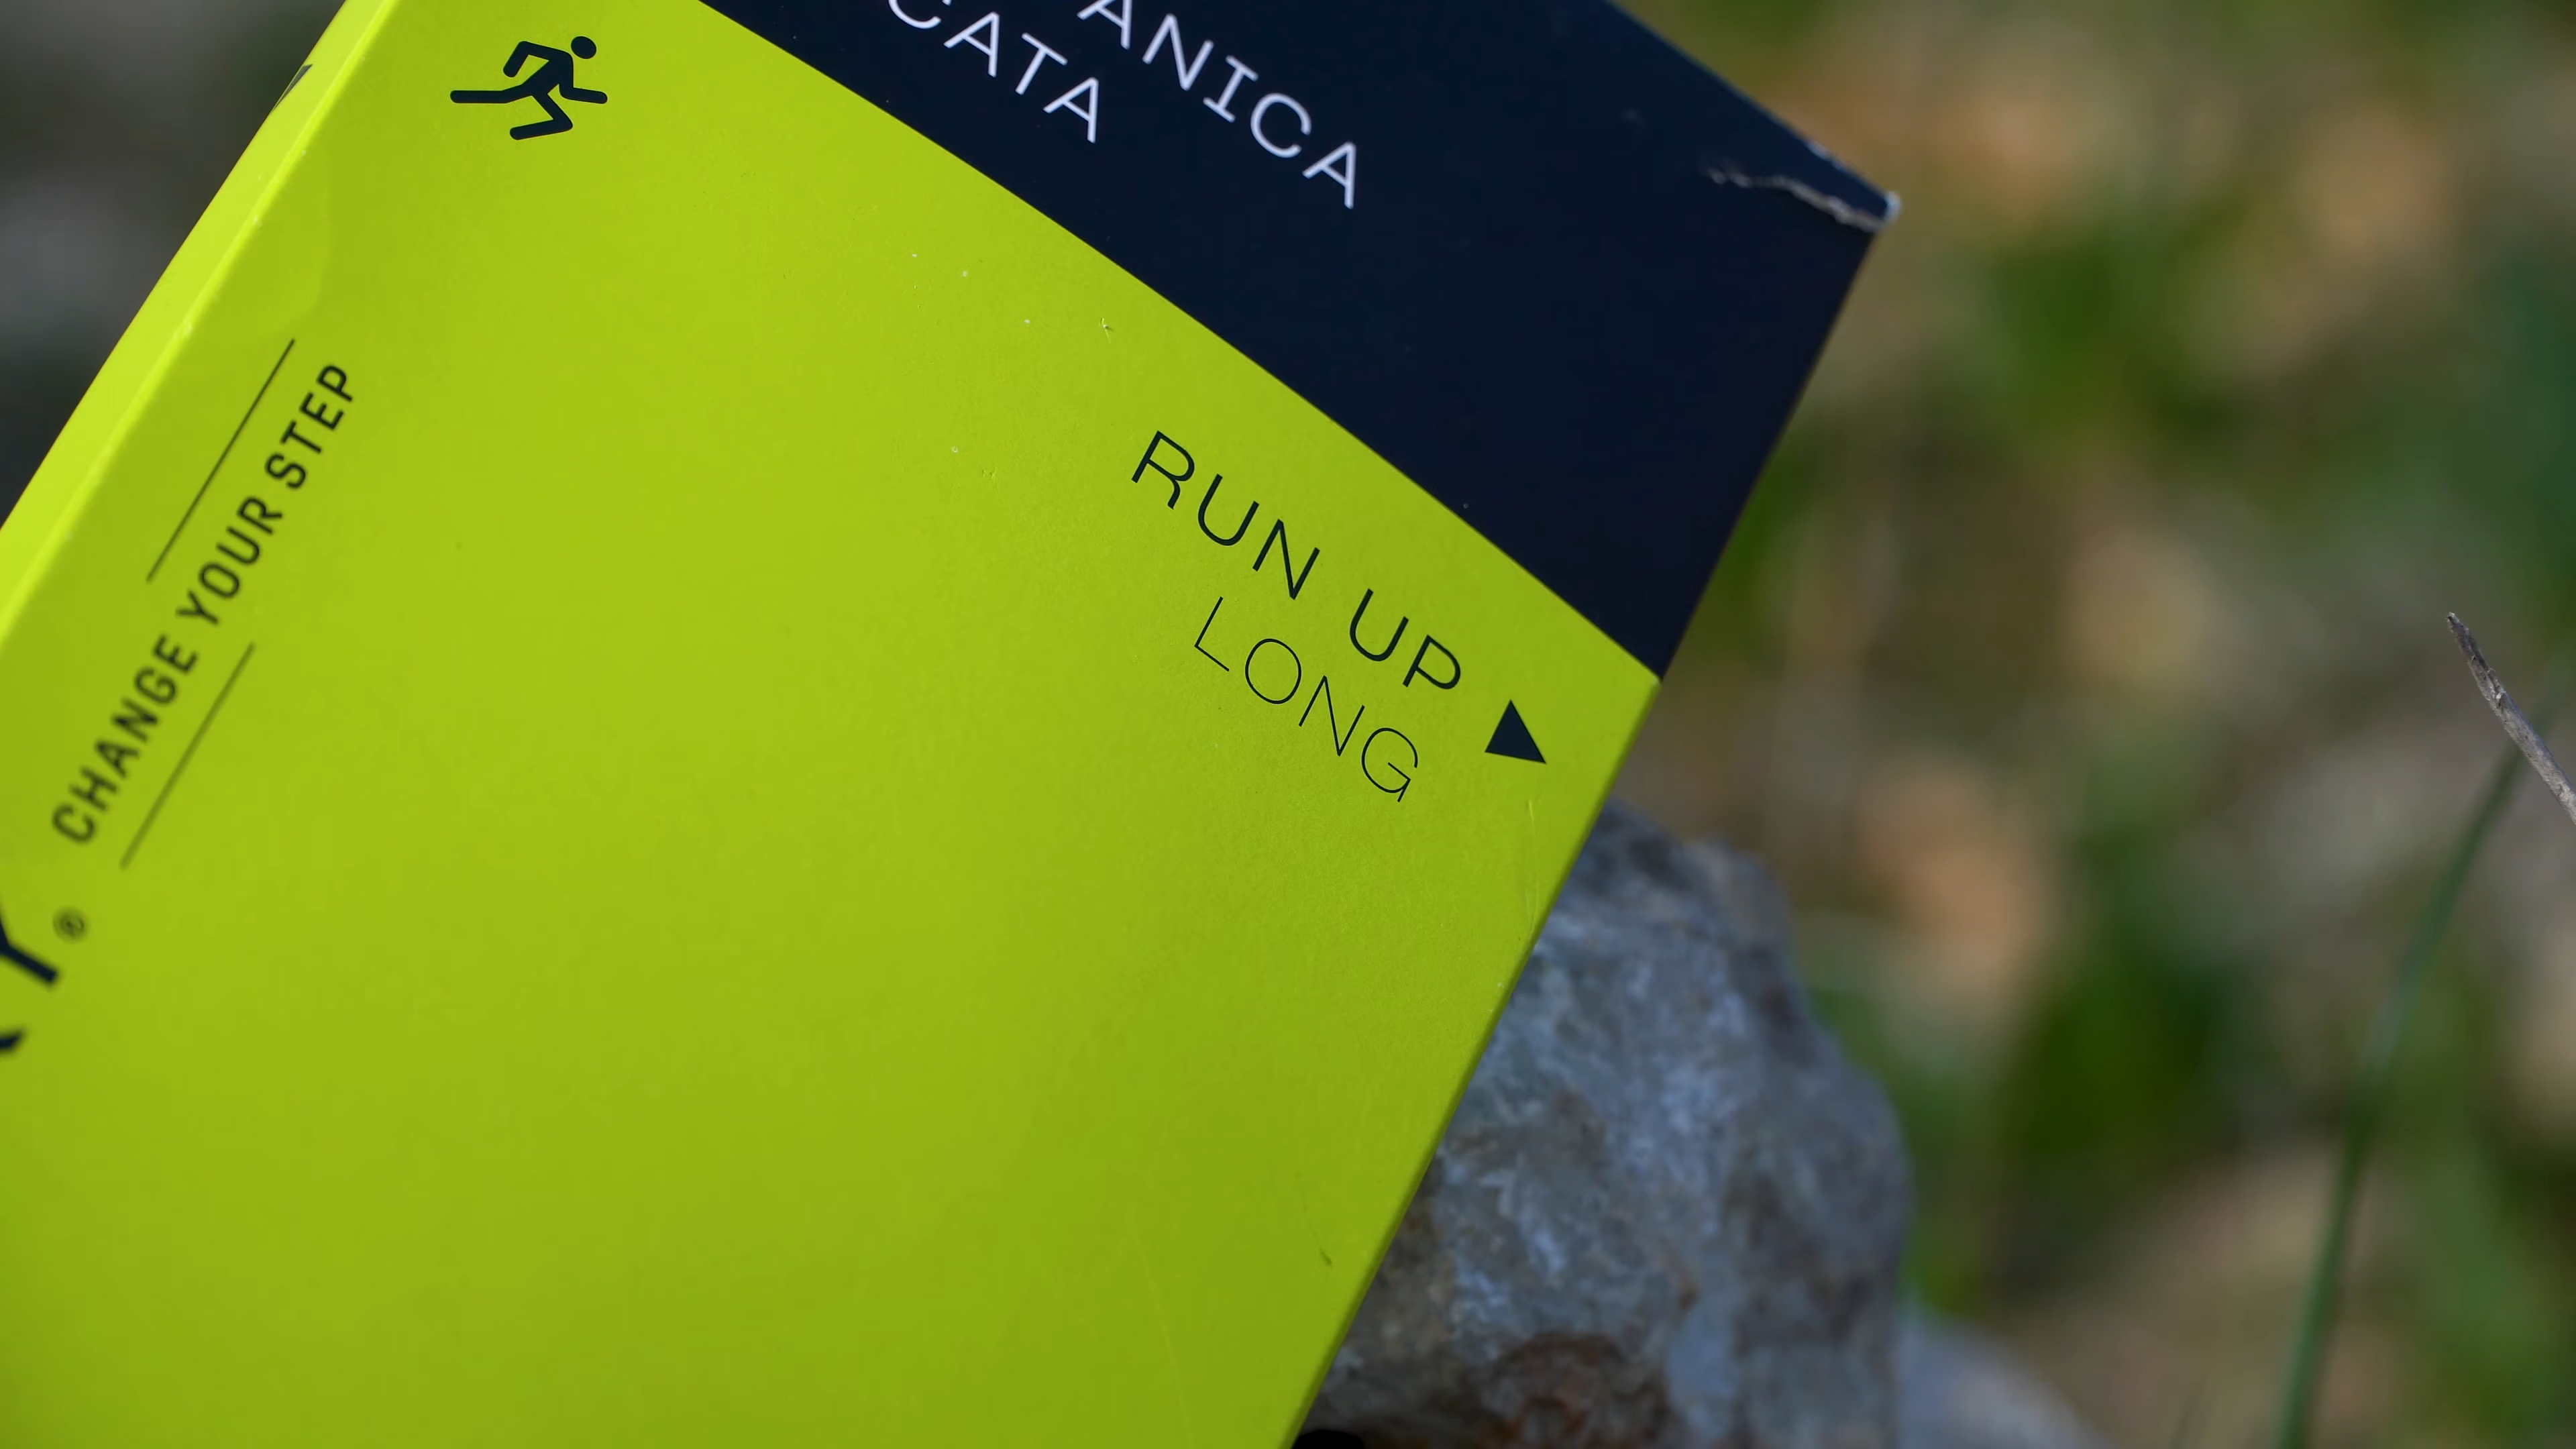 ANICA
CATA
RUN UP
LONG
CHANGE YOUR STEP
Y®